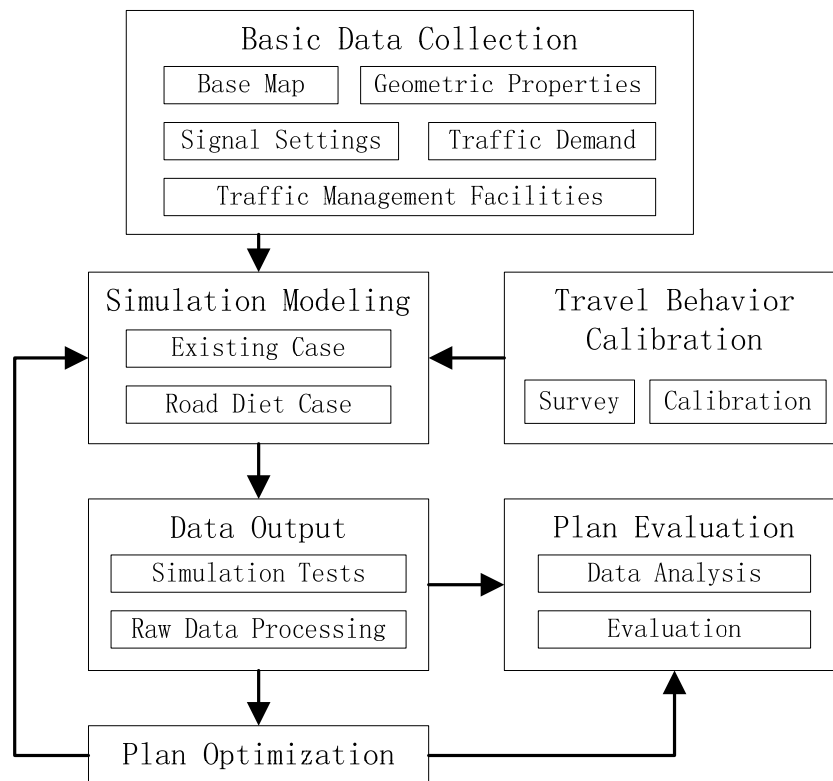 Basic Data Collection
Base Map
Geometric Properties
Signal Settings
Traffic Demand
Traffic Management Facilities
Simulation Modeling
Existing Case
Road Diet Case
Travel Behavior
Calibration
Survey
Calibration
Data Output
Simulation Tests
Raw Data Processing
Plan Evaluation
Data Analysis
Evaluation
Plan Optimization